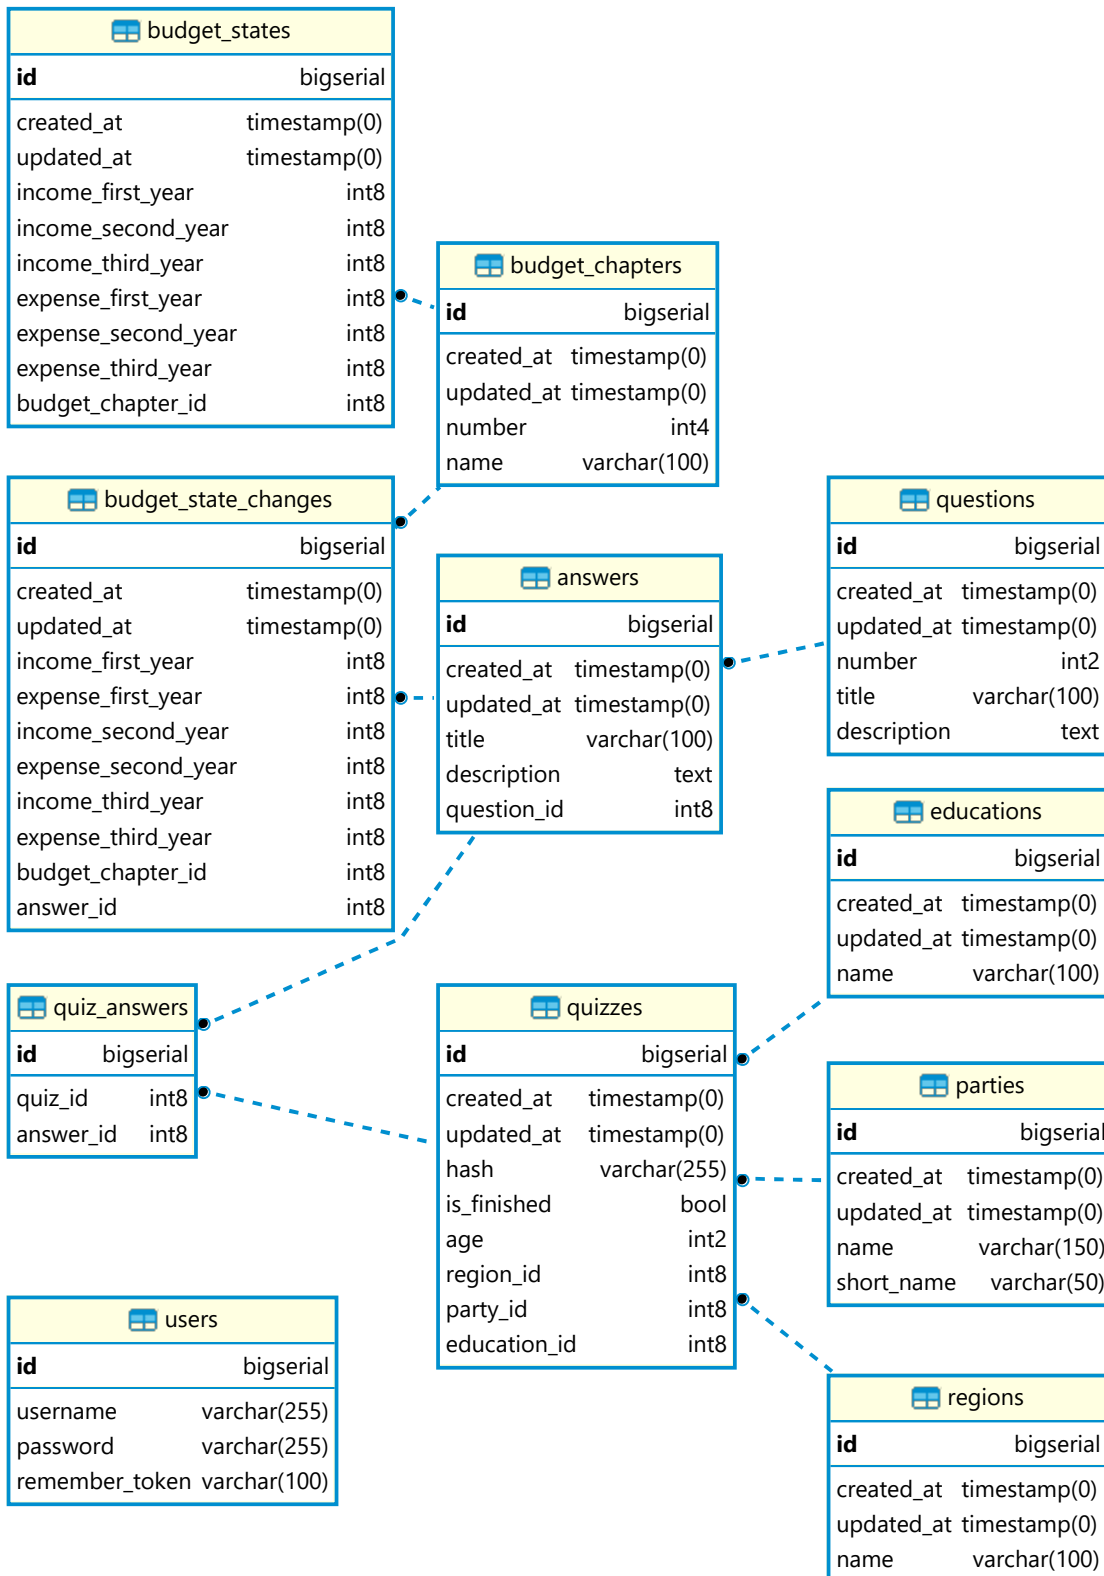 budget_states
id bigserial
created_at timestamp(0)
updated_at timestamp(0)
income_first_year int8
income_second_year int8
income_third_year int8
expense_first_year int8
expense_second_year int8
expense_third_year int8
budget_chapter_id int8
budget_chapters
id bigserial
created_at timestamp(0)
updated_at timestamp(0)
number int4
name varchar(100)
budget_state_changes
id bigserial
created_at timestamp(0)
updated_at timestamp(0)
income_first_year int8
expense_first_year int8
income_second_year int8
expense_second_year int8
income_third_year int8
expense_third_year int8
budget_chapter_id int8
answer_id int8
answers
id bigserial
created_at timestamp(0)
updated_at timestamp(0)
title varchar(100)
description text
question_id int8
questions
id bigserial
created_at timestamp(0)
updated_at timestamp(0)
number int2
title varchar(100)
description text
educations
id bigserial
created_at timestamp(0)
updated_at timestamp(0)
name varchar(100)
quiz_answers
id bigserial
quiz_id int8
answer_id int8
quizzes
id bigserial
created_at timestamp(0)
updated_at timestamp(0)
hash varchar(255)
is_finished bool
age int2
region_id int8
party_id int8
education_id int8
parties
id bigserial
created_at timestamp(0)
updated_at timestamp(0)
name varchar(150)
short_name varchar(50)
users
id bigserial
username varchar(255)
password varchar(255)
remember_token varchar(100)
regions
id bigserial
created_at timestamp(0)
updated_at timestamp(0)
name varchar(100)